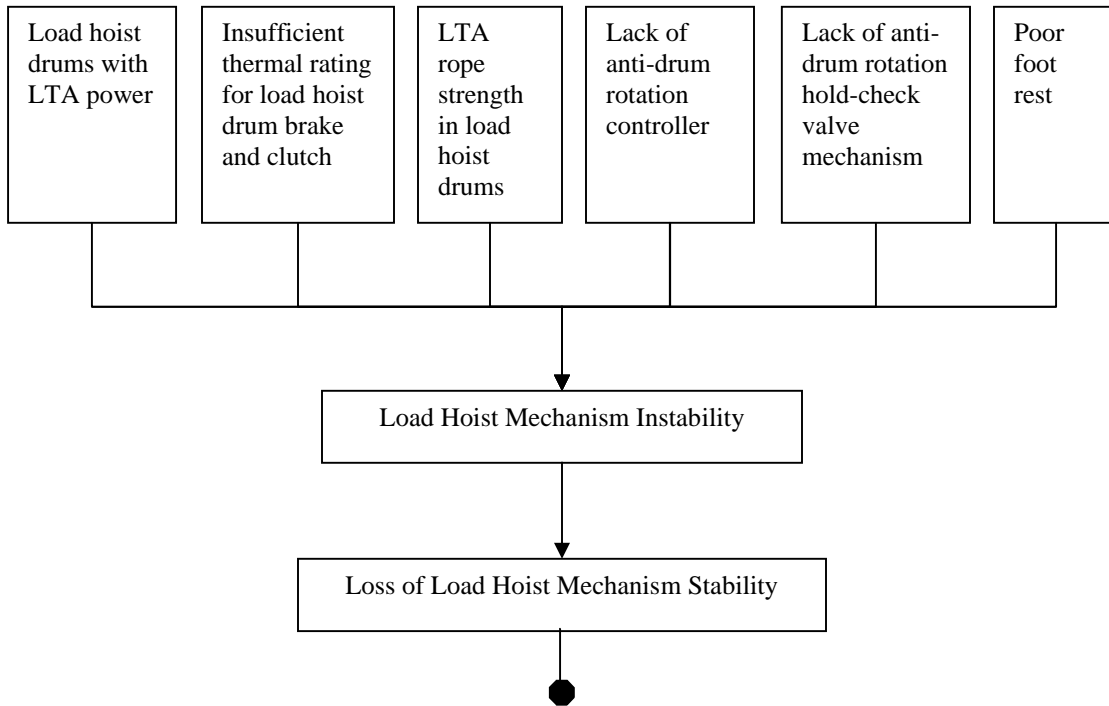 Load hoist
drums with
LTA power
Insufficient
thermal rating
for load hoist
drum brake
and clutch
LTA
rope
strength
in load
hoist
drums
Lack of
anti-drum
rotation
controller
Lack of anti-
drum rotation
hold-check
valve
mechanism
Poor
foot
rest
Load Hoist Mechanism Instability
Loss of Load Hoist Mechanism Stability